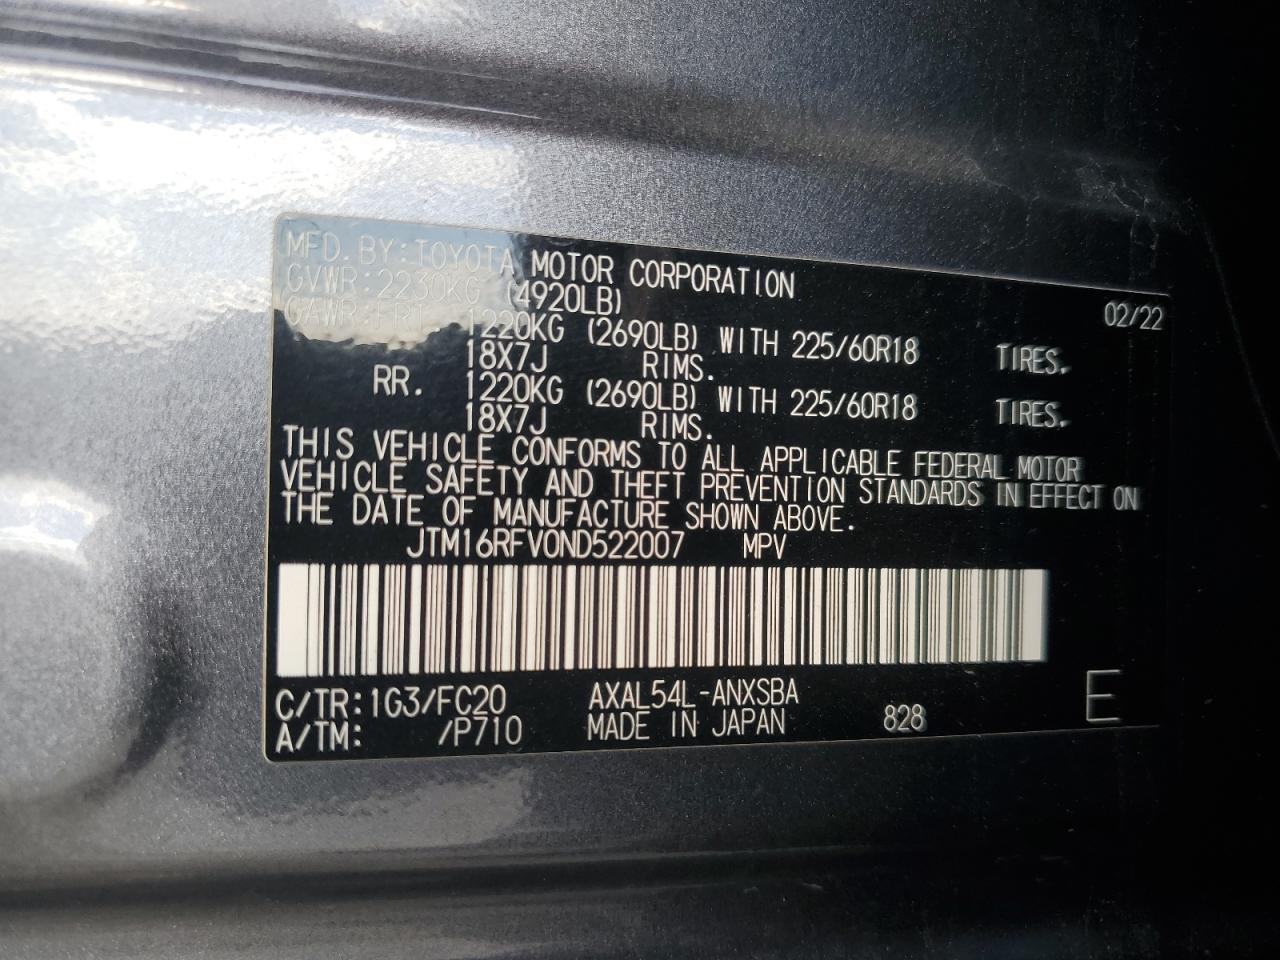 MFD. BY: TOYOTA MOTOR CORPORATION 02/22
GVWR: 2230KG (4920LB)
GAWR: FR. 1220KG (2690LB) WITH 225/60R18 TIRES,
18X7J RIMS.
RR. 1220KG (2690LB) WITH 225/60R18 TIRES,
18X7J RIMS.
THIS VEHICLE CONFORMS TO ALL APPLICABLE FEDERAL MOTOR
VEHICLE SAFETY AND THEFT PREVENTION STANDARDS IN EFFECT ON
THE DATE OF MANUFACTURE SHOWN ABOVE.
JTM16RFV0ND522007 MPV
C/TR: 1G3/FC20 AXAL54L-ANXSBA
A/TM: /P710 MADE IN JAPAN 828 E